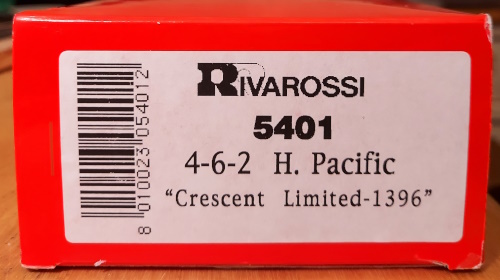 RIVAROSSI
5401
4-6-2 H. Pacific
"Crescent Limited-1396"
8 010023 054012